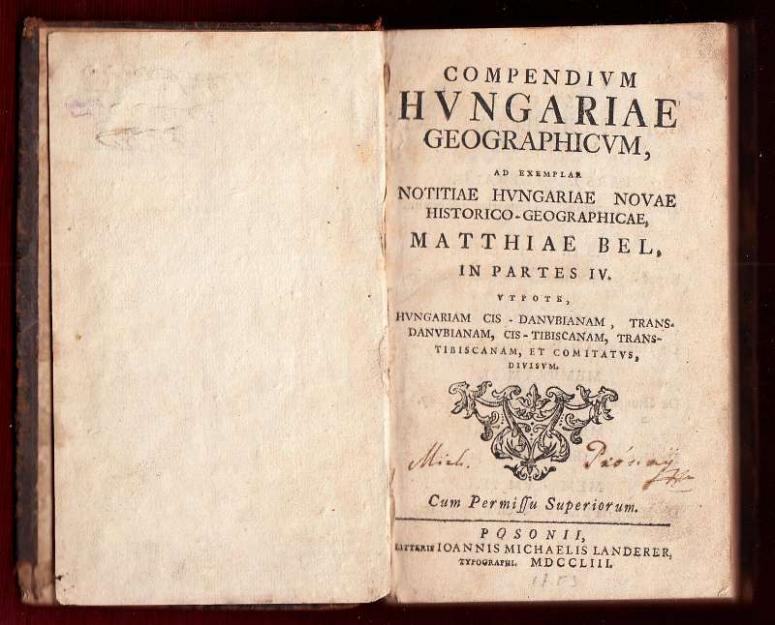 COMPENDIVM
HVNGARIAE
GEOGRAPHICVM,
AD EXEMPLAR
NOTITIAE HVNGARIAE NOVAE
HISTORICO-GEOGRAPHICAE,
MATTHIAE BEL,
IN PARTES IV.
VTPOTE,
HVNGARIAM CIS - DANVBIANAM, TRANS-
DANVBIANAM, CIS-TIBISCANAM, TRANS-
TIBISCANAM, ET COMITATVS,
DIVISVM.
Mich. Prónay
Cum Permiſſu Superiorum.
POSONII,
LITTERIS IOANNIS MICHAELIS LANDERER,
TYPOGRAPHI. MDCCLIII.